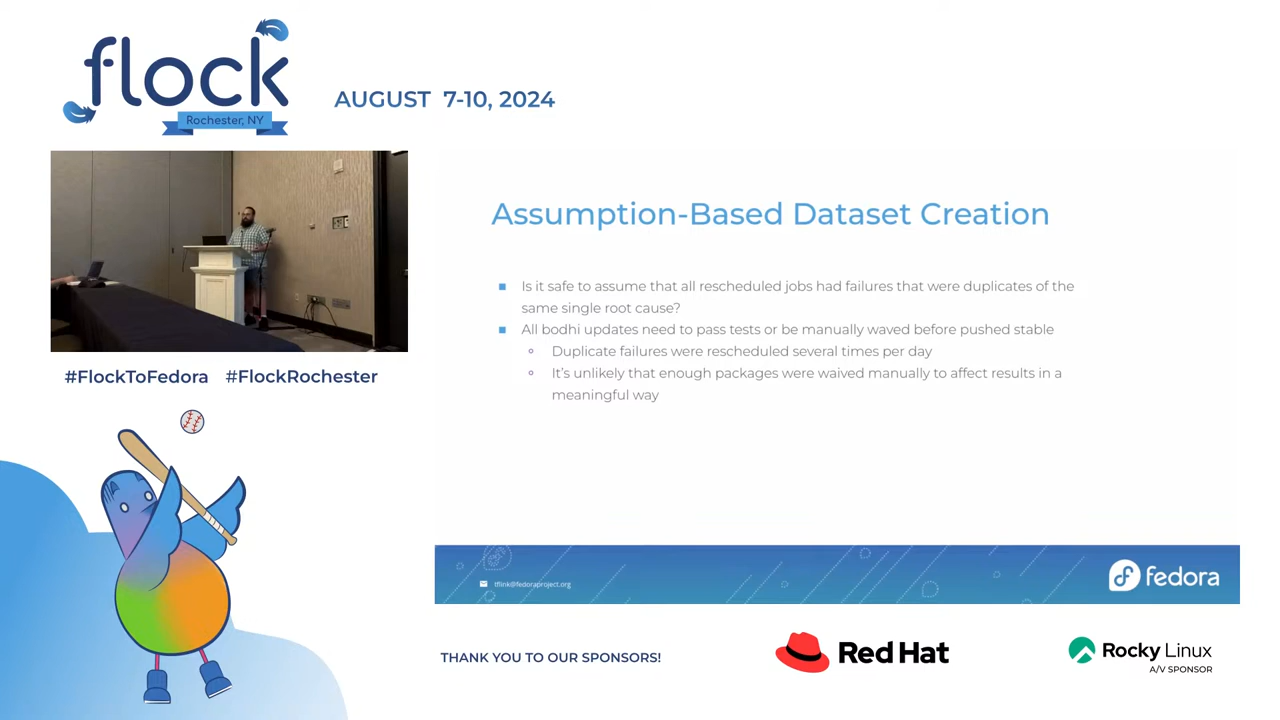 flock
Rochester, NY
AUGUST 7-10, 2024
#FlockToFedora #FlockRochester
Assumption-Based Dataset Creation
Is it safe to assume that all rescheduled jobs had failures that were duplicates of the
same single root cause?
All bodhi updates need to pass tests or be manually waved before pushed stable
Duplicate failures were rescheduled several times per day
It's unlikely that enough packages were waived manually to affect results in a
meaningful way
tflink@fedoraproject.org
fedora
THANK YOU TO OUR SPONSORS!
Red Hat
Rocky Linux
A/V SPONSOR